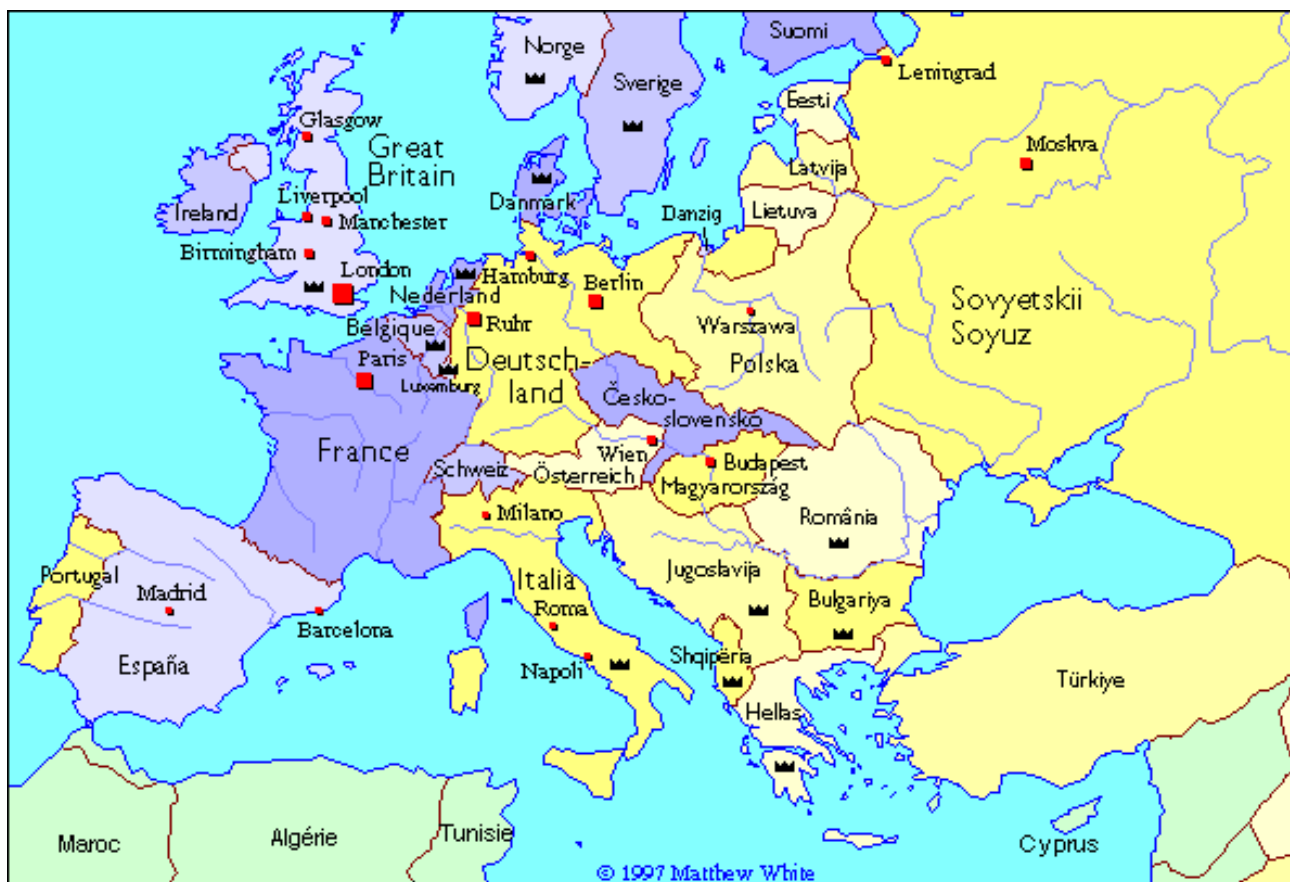 Norge
Suomi
Sverige
Leningrad
Eesti
Glasgow
Great
Britain
Moskva
Latvija
Liverpool
Ireland
Manchester
Danmark
Danzig
Lietuva
Birmingham
London
Hamburg
Berlin
Nederland
Sovyetskii
Soyuz
Belgique
Ruhr
Warszawa
Paris
Deutsch-
land
Polska
Luxemburg
Česko-
slovensko
France
Wien
Schweiz
Österreich
Budapest
Magyarország
Milano
România
Portugal
Italia
Jugoslavija
Madrid
Roma
Bulgariya
Barcelona
España
Napoli
Shqipëria
Türkiye
Hellas
Maroc
Algérie
Tunisie
Cyprus
© 1997 Matthew White